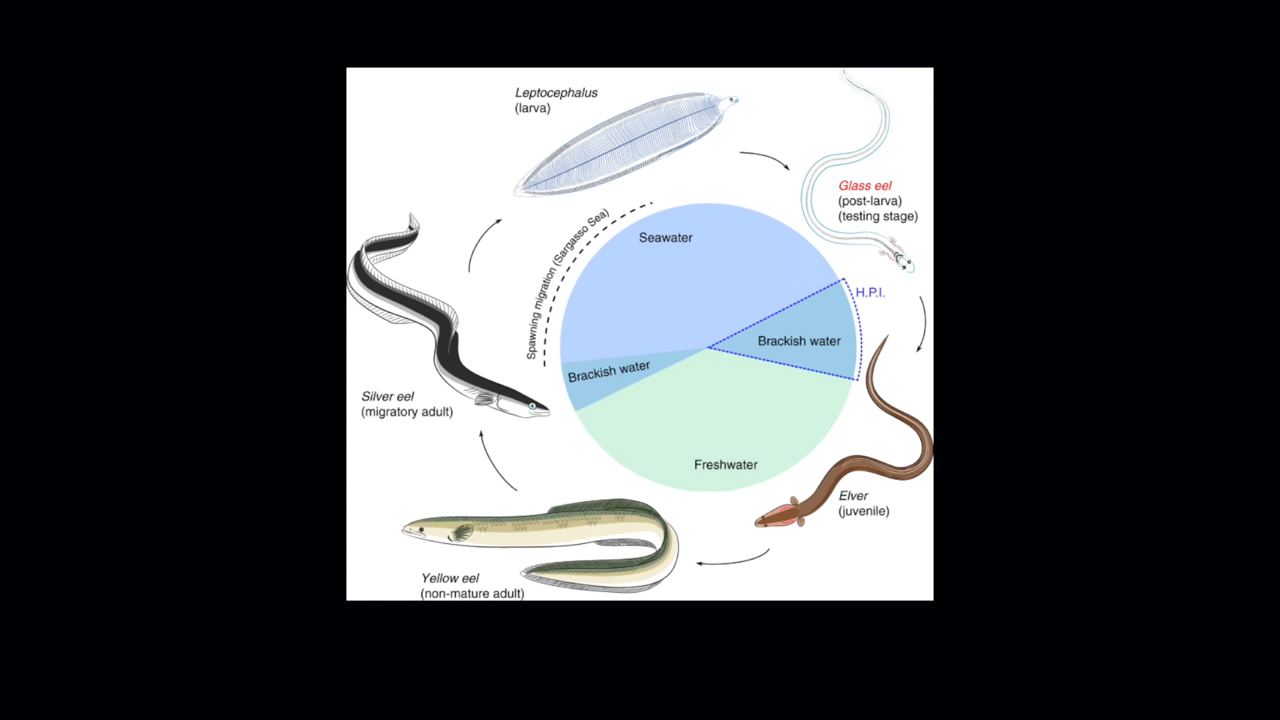 Leptocephalus
(larva)
Glass eel
(post-larva)
(testing stage)
Spawning migration (Sargasso Sea)
Seawater
H.P.I.
Brackish water
Brackish water
Silver eel
(migratory adult)
Freshwater
Elver
(juvenile)
Yellow eel
(non-mature adult)